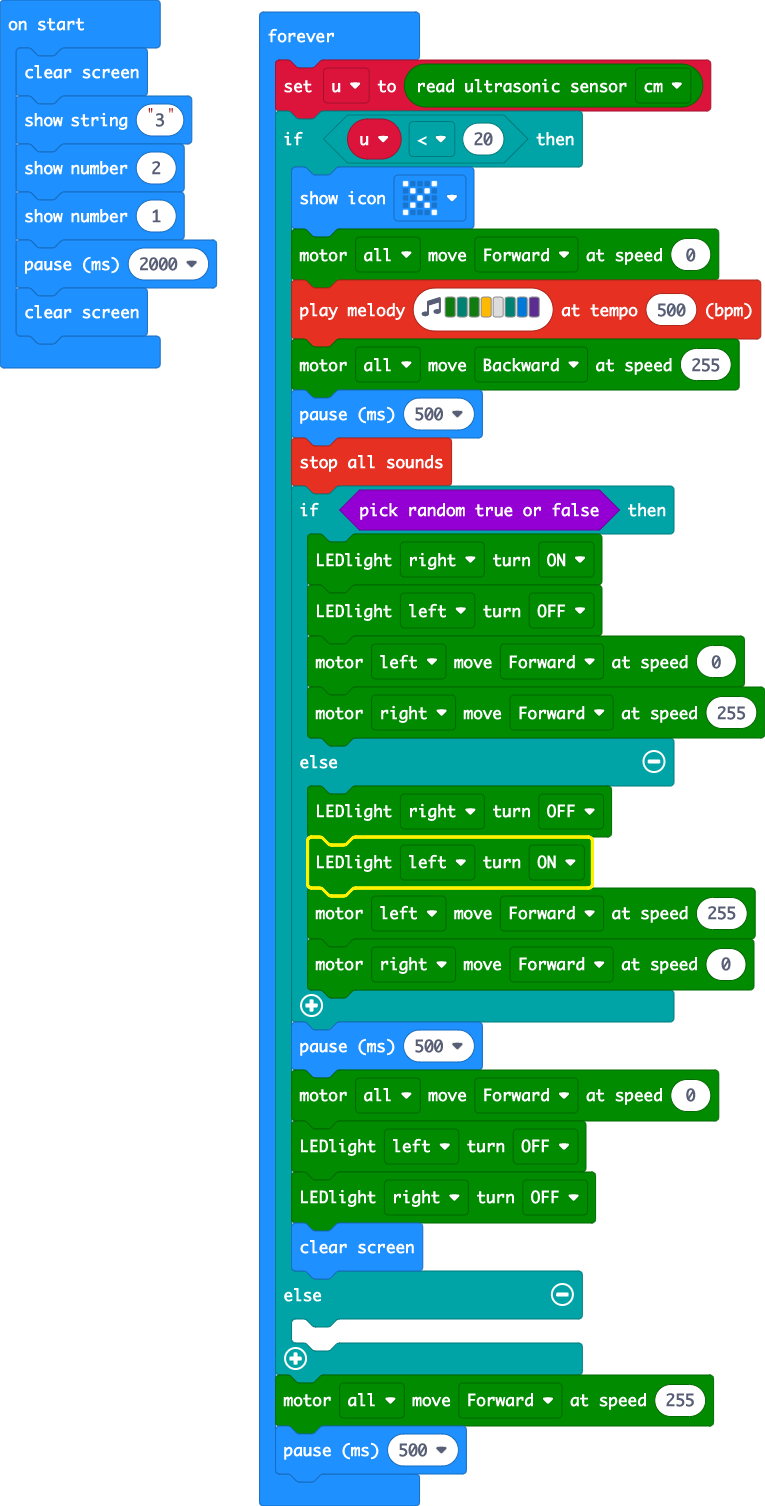 on start
clear screen
show string "3"
show number 2
show number 1
pause (ms) 2000
clear screen
forever
set u to read ultrasonic sensor cm
if u < 20 then
show icon
motor all move Forward at speed 0
play melody at tempo 500 (bpm)
motor all move Backward at speed 255
pause (ms) 500
stop all sounds
if pick random true or false then
LEDlight right turn ON
LEDlight left turn OFF
motor left move Forward at speed 0
motor right move Forward at speed 255
else
LEDlight right turn OFF
LEDlight left turn ON
motor left move Forward at speed 255
motor right move Forward at speed 0
pause (ms) 500
motor all move Forward at speed 0
LEDlight left turn OFF
LEDlight right turn OFF
clear screen
else
motor all move Forward at speed 255
pause (ms) 500